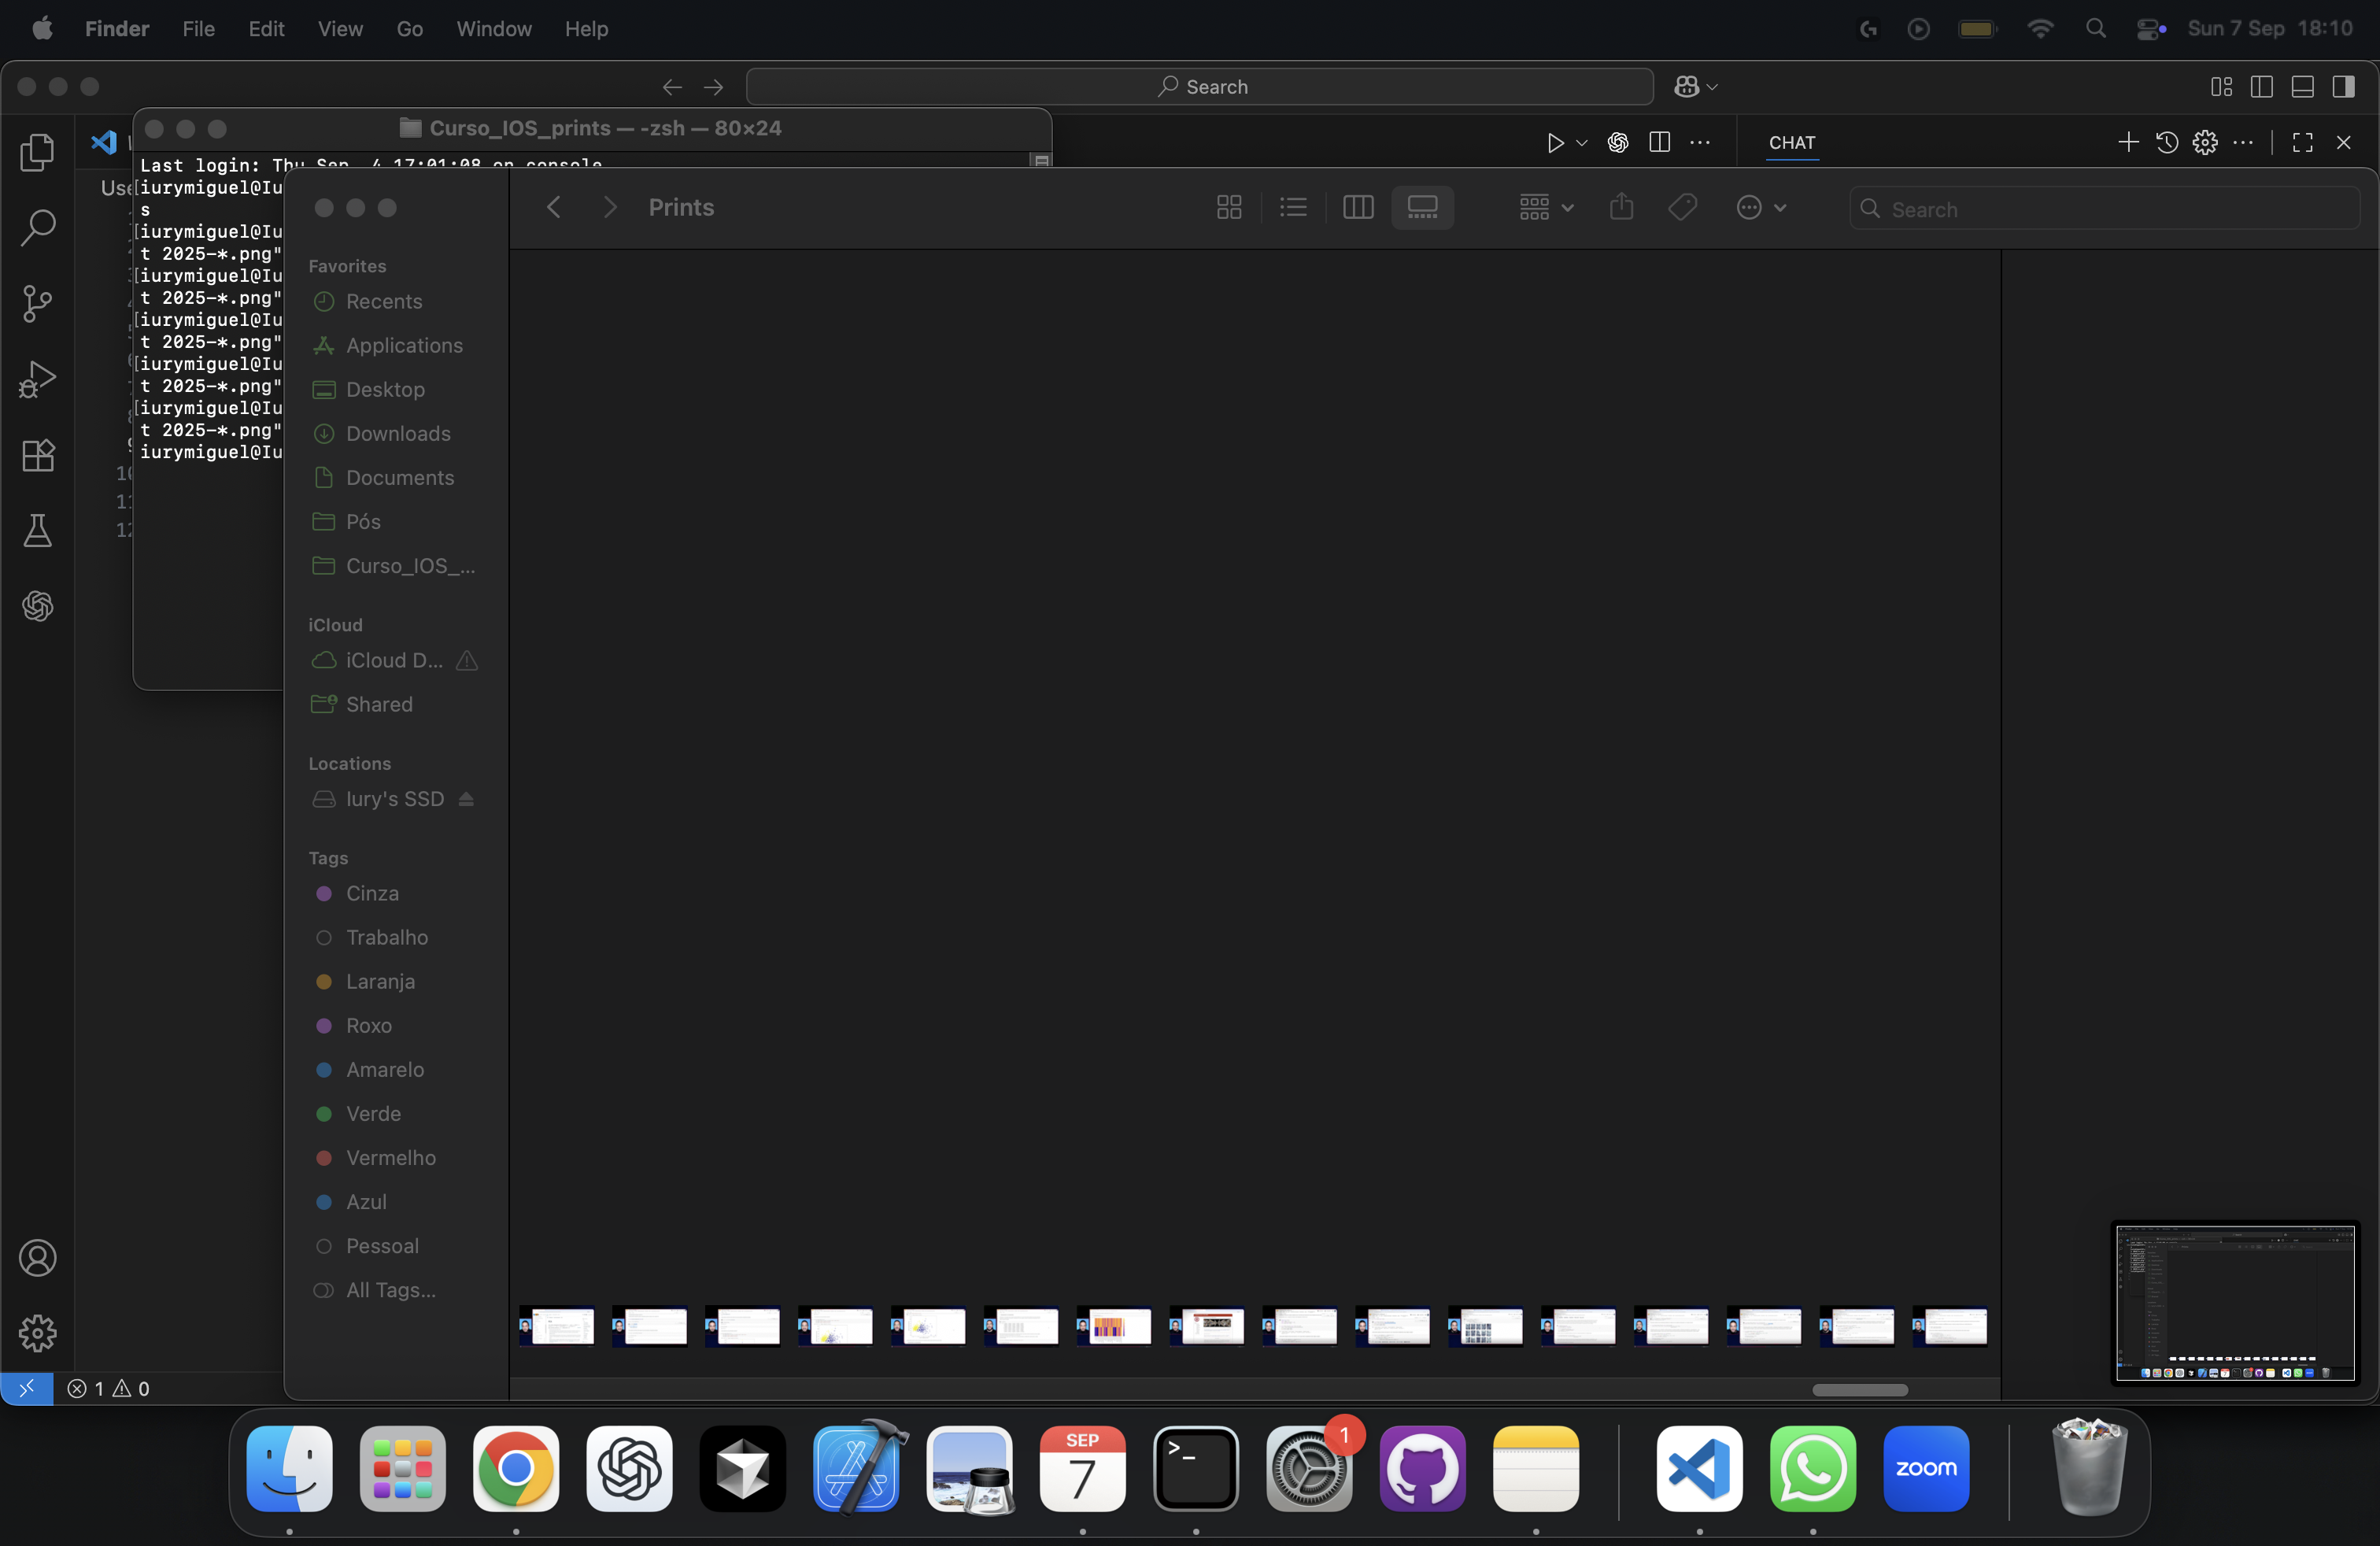 Finder File Edit View Go Window Help Sun 7 Sep 18:10
Search
Curso_IOS_prints — -zsh — 80×24
CHAT
Last login: Thu Sep 4 17:01:08 on console
Use
[iurymiguel@Iu
s
[iurymiguel@Iu
t 2025-*.png"
[iurymiguel@Iu
t 2025-*.png"
[iurymiguel@Iu
t 2025-*.png"
[iurymiguel@Iu
t 2025-*.png"
[iurymiguel@Iu
t 2025-*.png"
iurymiguel@Iu
10
11
12
Prints
Search
Favorites
Recents
Applications
Desktop
Downloads
Documents
Pós
Curso_IOS_...
iCloud
iCloud D...
Shared
Locations
Iury's SSD
Tags
Cinza
Trabalho
Laranja
Roxo
Amarelo
Verde
Vermelho
Azul
Pessoal
All Tags...
1 0
SEP
7
>_
1
zoom